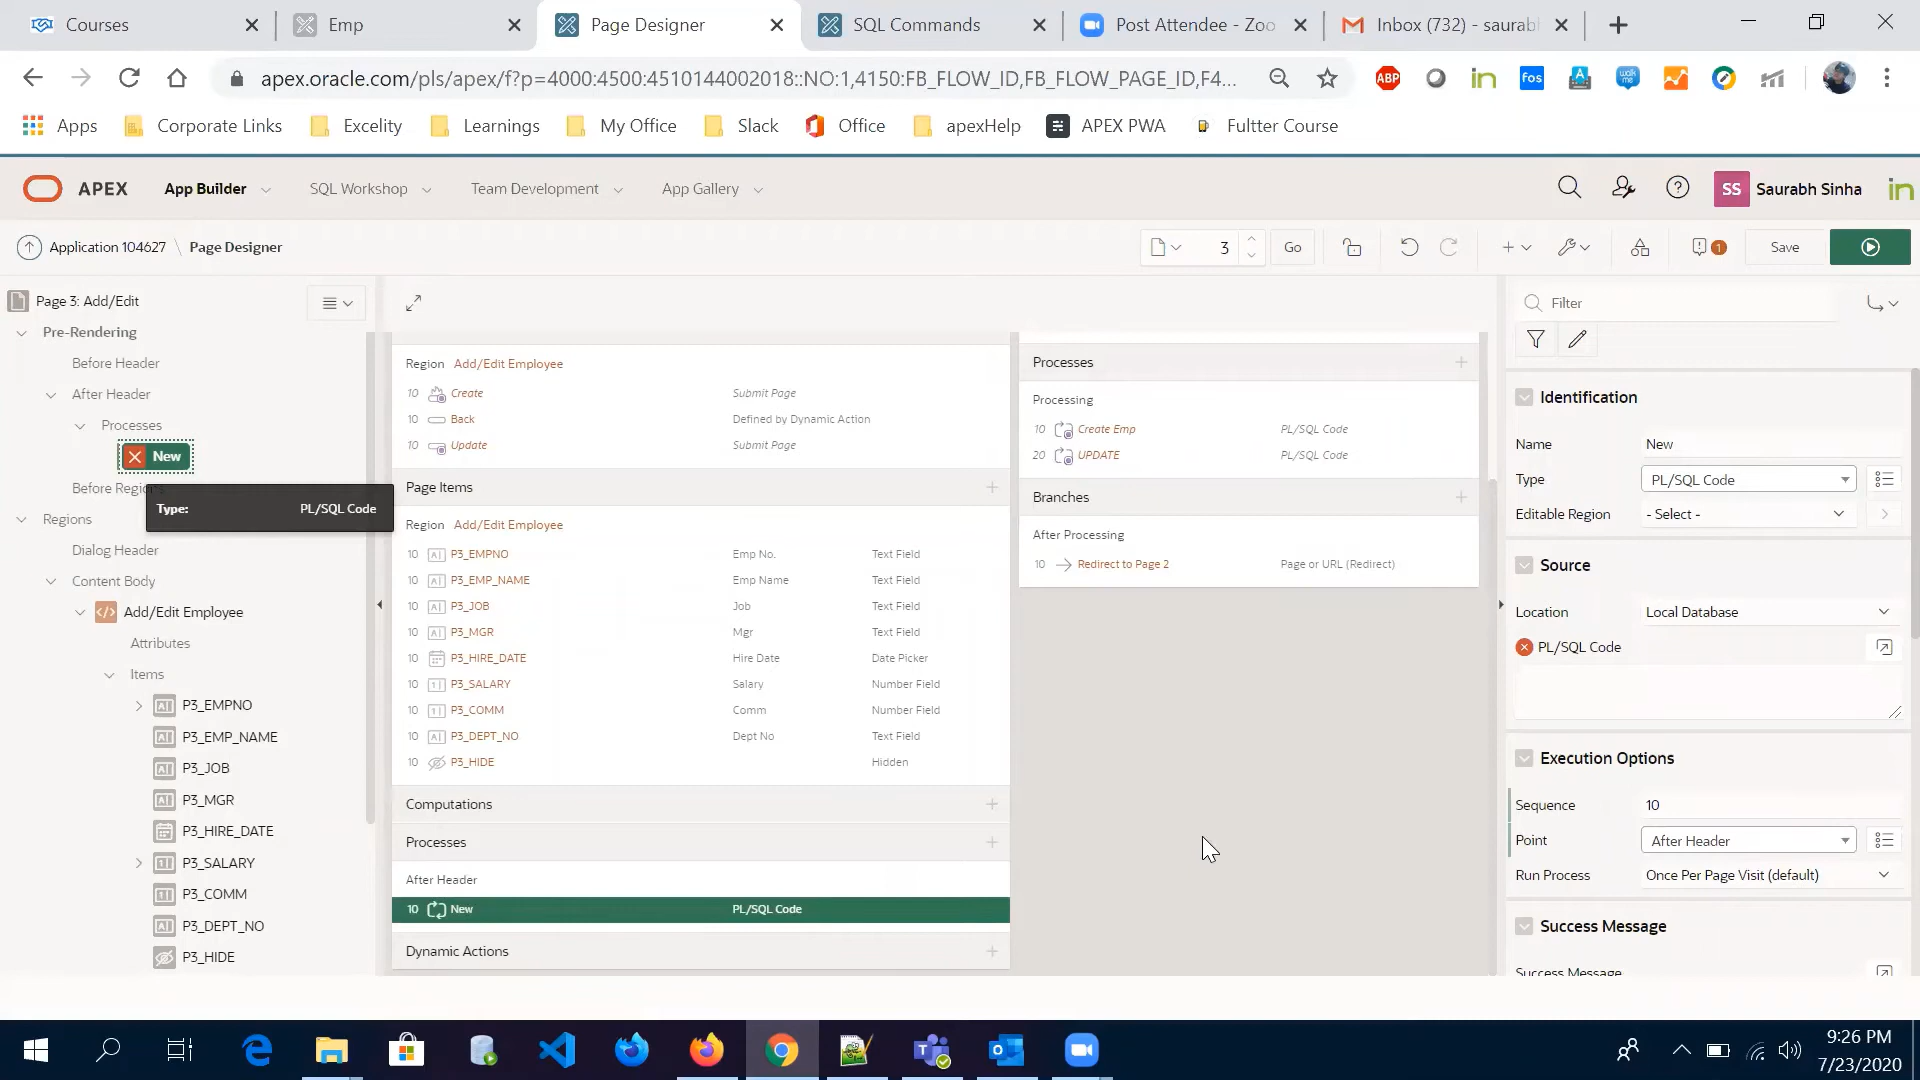 Courses
Emp
Page Designer
SQL Commands
Post Attendee - Zoo
Inbox (732) - saurab
apex.oracle.com/pls/apex/f?p=4000:4500:4510144002018::NO:1,4150:FB_FLOW_ID,FB_FLOW_PAGE_ID,F4...
ABP
in
fos
Apps
Corporate Links
Excelity
Learnings
My Office
Slack
Office
apexHelp
APEX PWA
Fultter Course
APEX
App Builder
SQL Workshop
Team Development
App Gallery
SS
Saurabh Sinha
in
Application 104627 \ Page Designer
3
Go
1
Save
Page 3: Add/Edit
Pre-Rendering
Before Header
After Header
Processes
New
Before Regi
Type: PL/SQL Code
Regions
Dialog Header
Content Body
Add/Edit Employee
Attributes
Items
P3_EMPNO
P3_EMP_NAME
P3_JOB
P3_MGR
P3_HIRE_DATE
P3_SALARY
P3_COMM
P3_DEPT_NO
P3_HIDE
Region Add/Edit Employee
10 Create Submit Page
10 Back Defined by Dynamic Action
10 Update Submit Page
Page Items
Region Add/Edit Employee
10 P3_EMPNO Emp No. Text Field
10 P3_EMP_NAME Emp Name Text Field
10 P3_JOB Job Text Field
10 P3_MGR Mgr Text Field
10 P3_HIRE_DATE Hire Date Date Picker
10 P3_SALARY Salary Number Field
10 P3_COMM Comm Number Field
10 P3_DEPT_NO Dept No Text Field
10 P3_HIDE Hidden
Computations
Processes
After Header
10 New PL/SQL Code
Dynamic Actions
Processes
Processing
10 Create Emp PL/SQL Code
20 UPDATE PL/SQL Code
Branches
After Processing
10 Redirect to Page 2 Page or URL (Redirect)
Filter
Identification
Name New
Type PL/SQL Code
Editable Region - Select -
Source
Location Local Database
PL/SQL Code
Execution Options
Sequence 10
Point After Header
Run Process Once Per Page Visit (default)
Success Message
Success Message
9:26 PM
7/23/2020